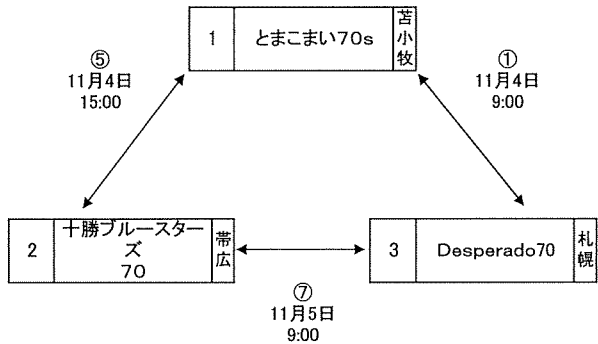 1 とまこまい70s 苫小牧
⑤
11月4日
15:00
①
11月4日
9:00
2 十勝ブルースターズ
70 帯広
3 Desperado70 札幌
⑦
11月5日
9:00